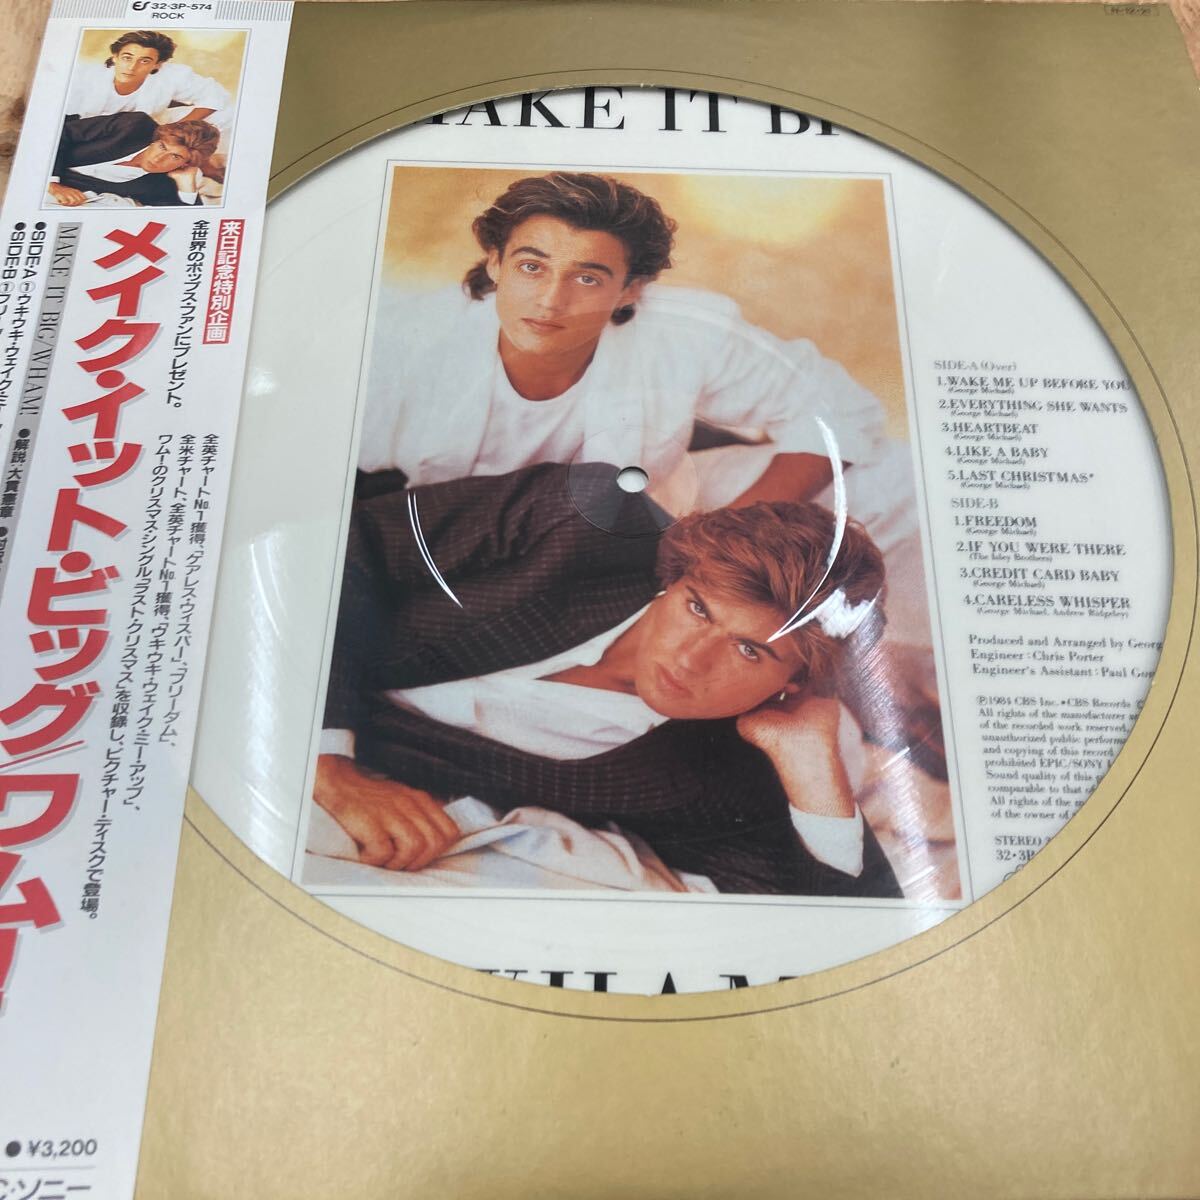 ES 32・3P-574
ROCK
来日記念特別企画
全世界のポップス・ファンにプレゼント。
全英チャートNo.1獲得、「ケアレス・ウィスパー」、「フリーダム」、
全米チャート、全英チャートNo.1獲得、「ウキウキ・ウェイク・ミー・アップ」、
ワム!のクリスマス・シングル「ラスト・クリスマス」を収録し、ピクチャー・ディスクで登場。
メイク・イット・ビッグ/ワム!
MAKE IT BIG/WHAM!
●解説・大貫憲章
●SIDE-A①ウキウキ・ウェイク・ミー
●SIDE-B①フリーダム
●¥3,200
C・ソニー
MAKE IT BI
SIDE-A (Over)
1.WAKE ME UP BEFORE YOU
(George Michael)
2.EVERYTHING SHE WANTS
(George Michael)
3.HEARTBEAT
(George Michael)
4.LIKE A BABY
(George Michael)
5.LAST CHRISTMAS*
(George Michael)
SIDE-B
1.FREEDOM
(George Michael)
2.IF YOU WERE THERE
(The Isley Brothers)
3.CREDIT CARD BABY
(George Michael)
4.CARELESS WHISPER
(George Michael, Andrew Ridgeley)
Produced and Arranged by Georg
Engineer:Chris Porter
Engineer's Assistant:Paul Go
Ⓟ1984 CBS Inc. *CBS Records
All rights of the manufacturer a
of the recorded work reserved.
unauthorized public perform
and copying of this record
prohibited EPIC/SONY
Sound quality of this p
comparable to that of
All rights of the m
of the owner of
STEREO
32・3P
WHAM